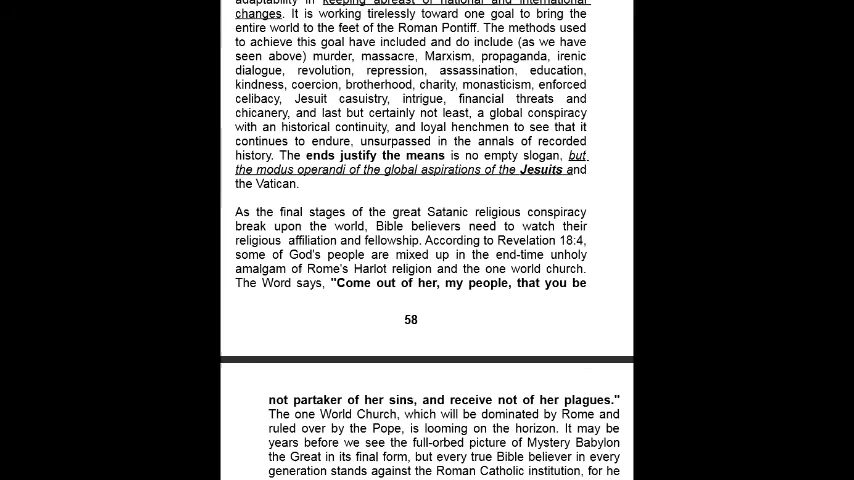 adaptability in keeping abreast of national and international
changes. It is working tirelessly toward one goal to bring the
entire world to the feet of the Roman Pontiff. The methods used
to achieve this goal have included and do include (as we have
seen above) murder, massacre, Marxism, propaganda, irenic
dialogue, revolution, repression, assassination, education,
kindness, coercion, brotherhood, charity, monasticism, enforced
celibacy, Jesuit casuistry, intrigue, financial threats and
chicanery, and last but certainly not least, a global conspiracy
with an historical continuity, and loyal henchmen to see that it
continues to endure, unsurpassed in the annals of recorded
history. The ends justify the means is no empty slogan, but
the modus operandi of the global aspirations of the Jesuits and
the Vatican.
As the final stages of the great Satanic religious conspiracy
break upon the world, Bible believers need to watch their
religious affiliation and fellowship. According to Revelation 18:4,
some of God's people are mixed up in the end-time unholy
amalgam of Rome's Harlot religion and the one world church.
The Word says, "Come out of her, my people, that you be
58
not partaker of her sins, and receive not of her plagues."
The one World Church, which will be dominated by Rome and
ruled over by the Pope, is looming on the horizon. It may be
years before we see the full-orbed picture of Mystery Babylon
the Great in its final form, but every true Bible believer in every
generation stands against the Roman Catholic institution, for he